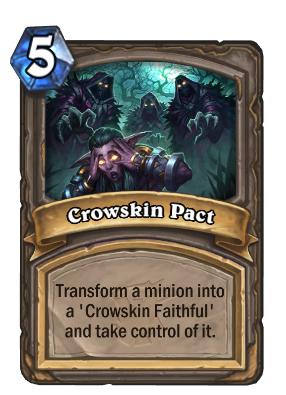 5
Crowskin Pact
Transform a minion into
a 'Crowskin Faithful'
and take control of it.